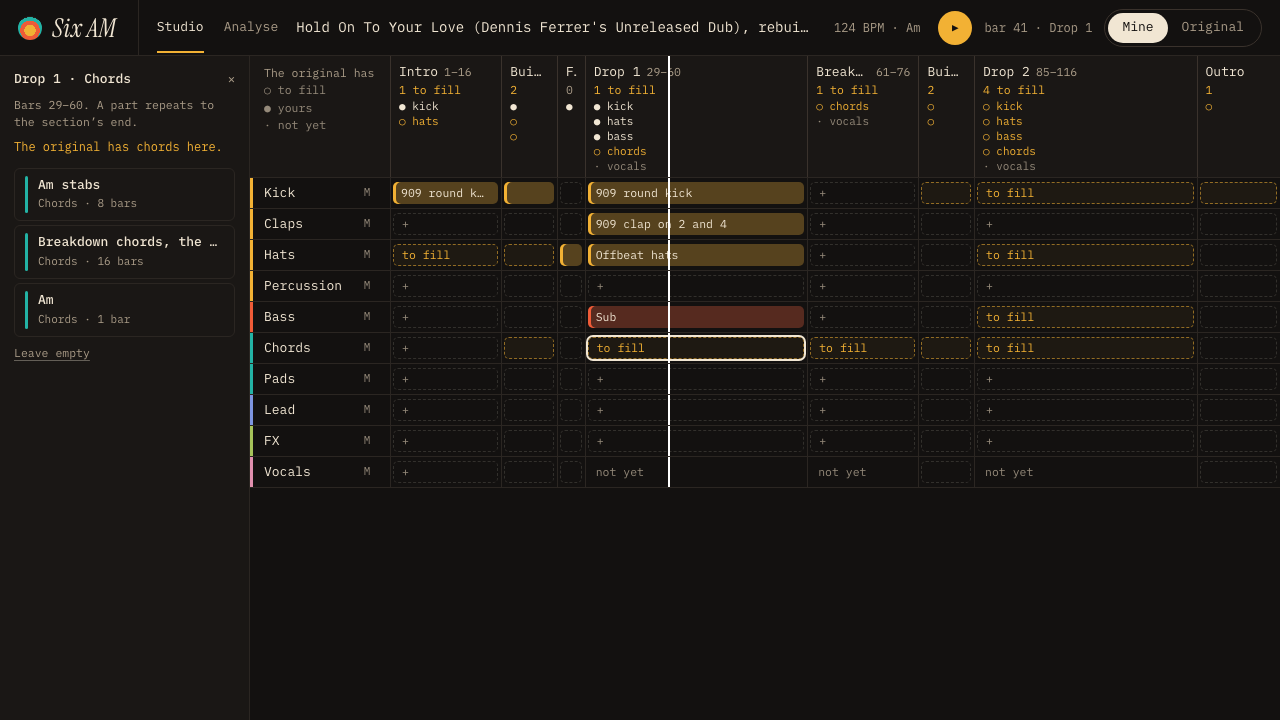 Six AM
Studio
Analyse
Hold On To Your Love (Dennis Ferrer's Unreleased Dub), rebui…
124 BPM · Am
bar 41 · Drop 1
Mine
Original
Drop 1 · Chords
×
Bars 29–60. A part repeats to
the section's end.
The original has chords here.
Am stabs
Chords · 8 bars
Breakdown chords, the …
Chords · 16 bars
Am
Chords · 1 bar
Leave empty
The original has
○ to fill
● yours
· not yet
Intro 1–16
1 to fill
● kick
○ hats
Bui…
2
●
○
○
F.
0
●
Drop 1 29–60
1 to fill
● kick
● hats
● bass
○ chords
· vocals
Break… 61–76
1 to fill
○ chords
· vocals
Bui…
2
○
○
Drop 2 85–116
4 to fill
○ kick
○ hats
○ bass
○ chords
· vocals
Outro
1
○
Kick M 909 round k… 909 round kick + to fill
Claps M + 909 clap on 2 and 4 + +
Hats M to fill Offbeat hats + to fill
Percussion M + + + +
Bass M + Sub + to fill
Chords M + to fill to fill to fill
Pads M + + + +
Lead M + + + +
FX M + + + +
Vocals M + not yet not yet not yet